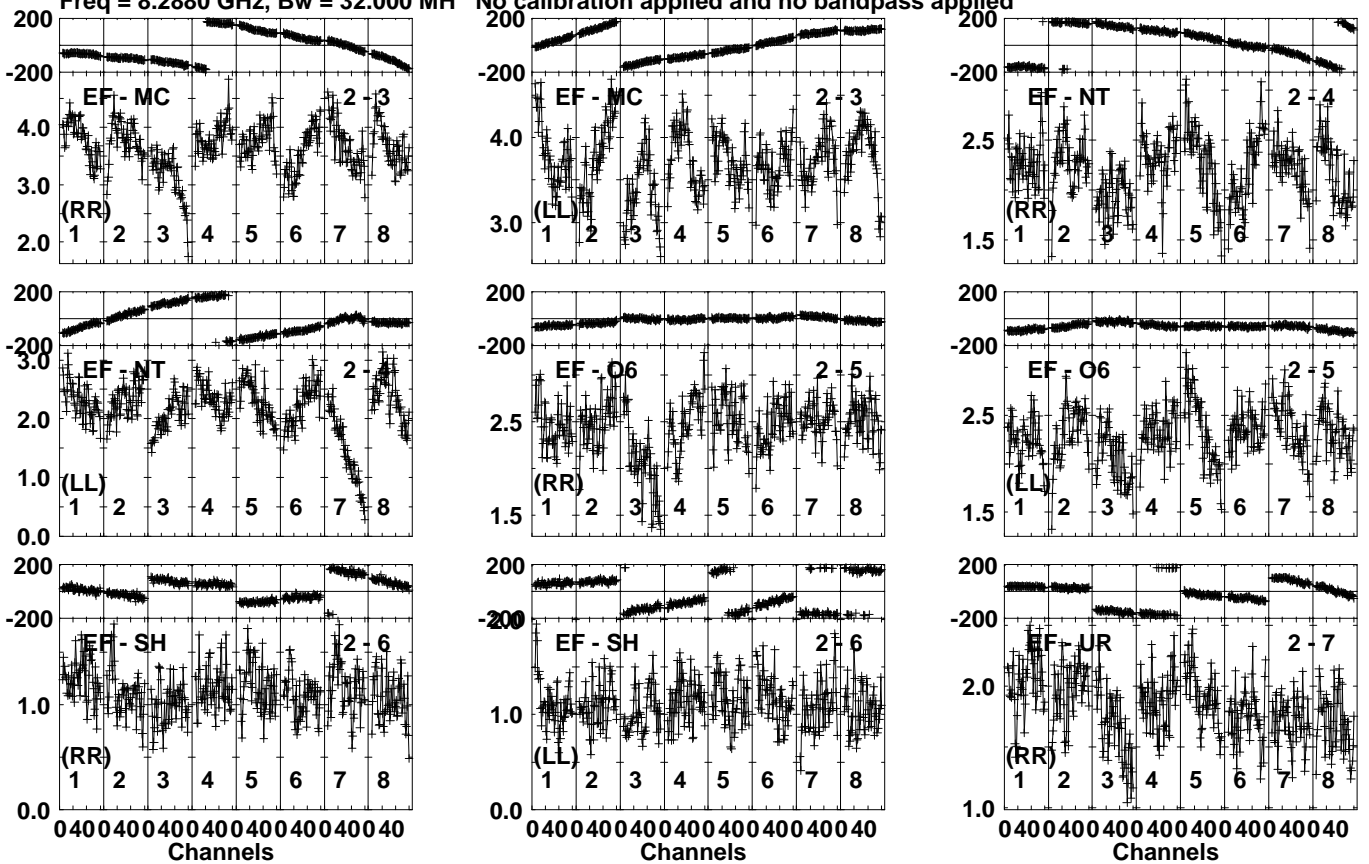 Freq = 8.2880 GHz, Bw = 32.000 MH No calibration applied and no bandpass applied
200 200 200
-200 -200 -200
EF - MC 2 - 3 EF - MC 2 - 3 EF - NT 2 - 4
4.0 4.0 2.5
3.0
(RR) (LL) 3.0 (RR)
1 2 3 4 5 6 7 8 1 2 3 4 5 6 7 8 1 2 3 4 5 6 7 8
2.0 1.5
200 200 200
-200 -200 -200
3.0
EF - NT 2 - 4 EF - O6 2 - 5 EF - O6 2 - 5
2.0 2.5 2.5
1.0
(LL) (RR) (LL)
1 2 3 4 5 6 7 8 1 2 3 4 5 6 7 8 1 2 3 4 5 6 7 8
0.0 1.5 1.5
200 200 200
-200 -200 -200
2.0
EF - SH 2 - 6 EF - SH 2 - 6 EF - UR 2 - 7
1.0 1.0 2.0
(RR) (LL) (RR)
1 2 3 4 5 6 7 8 1 2 3 4 5 6 7 8 1 2 3 4 5 6 7 8
0.0 0.0 1.0
0 40 0 40 0 40 0 40 0 40 0 40 0 40 0 40 0 40 0 40 0 40 0 40 0 40 0 40 0 40 0 40 0 40 0 40 0 40 0 40 0 40 0 40 0 40 0 40
Channels Channels Channels